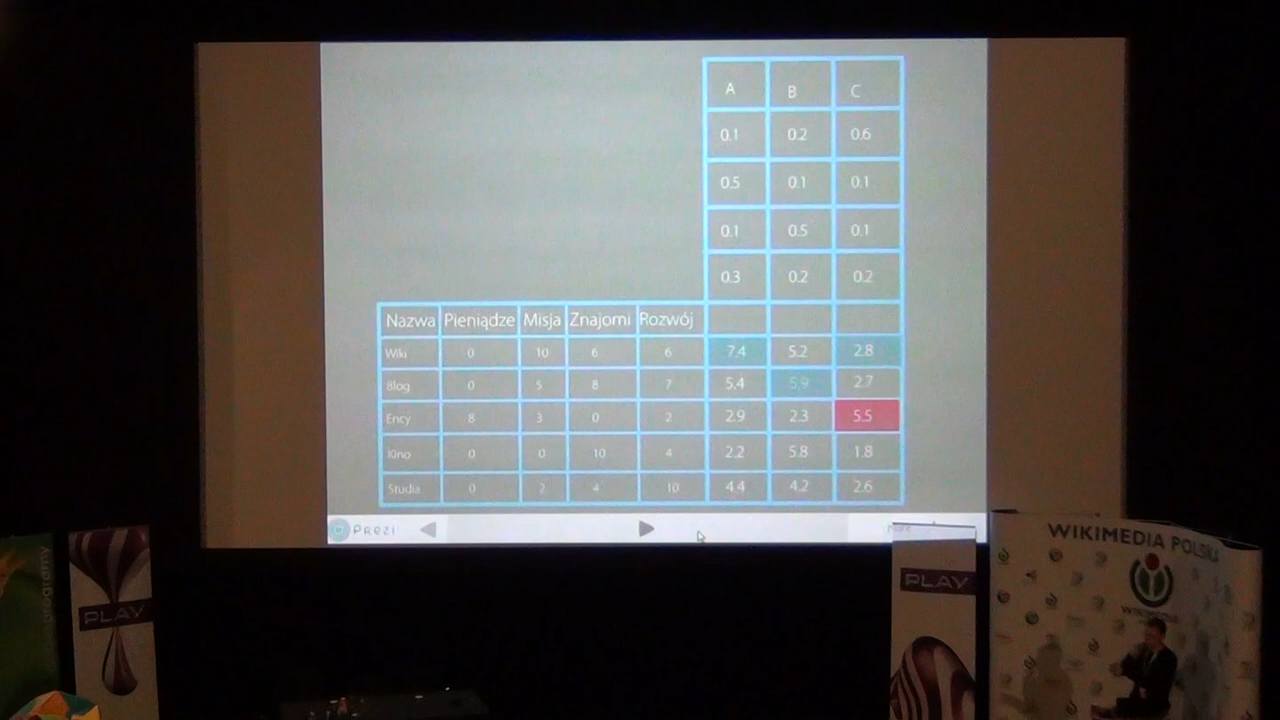 A B C
0.1 0.2 0.6
0.5 0.1 0.1
0.1 0.5 0.1
0.3 0.2 0.2
Nazwa Pieniądze Misja Znajomi Rozwój
Wiki 0 10 6 6 7.4 5.2 2.8
Blog 0 5 8 7 5.4 5.9 2.7
Ency 8 3 0 2 2.9 2.3 5.5
Kino 0 0 10 4 2.2 5.8 1.8
Studia 0 2 4 10 4.4 4.2 2.6
Prezi
PLAY
PLAY
WIKIMEDIA POLSKA
WIKIMEDIA